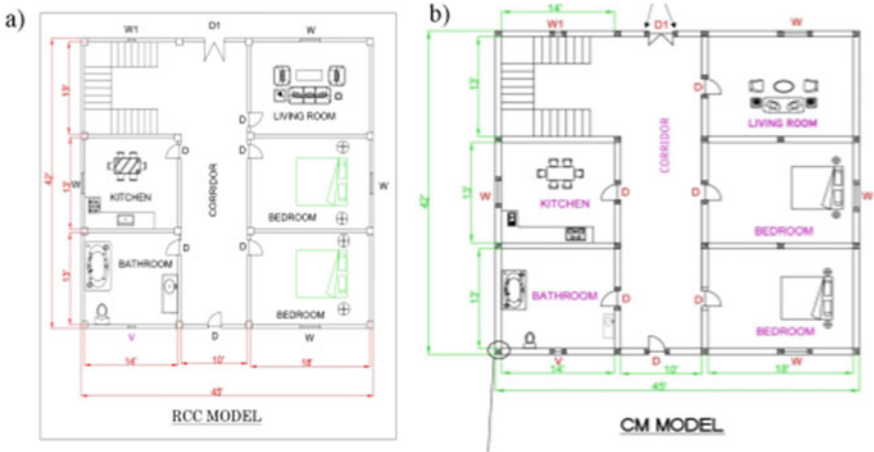 a)
W1
D1
W
13'
D
LIVING ROOM
42'
D
D
W
13'
KITCHEN
CORRIDOR
W
BEDROOM
D
D
13'
BATHROOM
BEDROOM
V
D
W
14'
10'
18'
45'
RCC MODEL
b)
14'
W1
D1
W
13'
D
LIVING ROOM
42'
CORRIDOR
W
13'
KITCHEN
D
D
W
BEDROOM
13'
BATHROOM
D
D
BEDROOM
V
D
W
14'
10'
18'
45'
CM MODEL